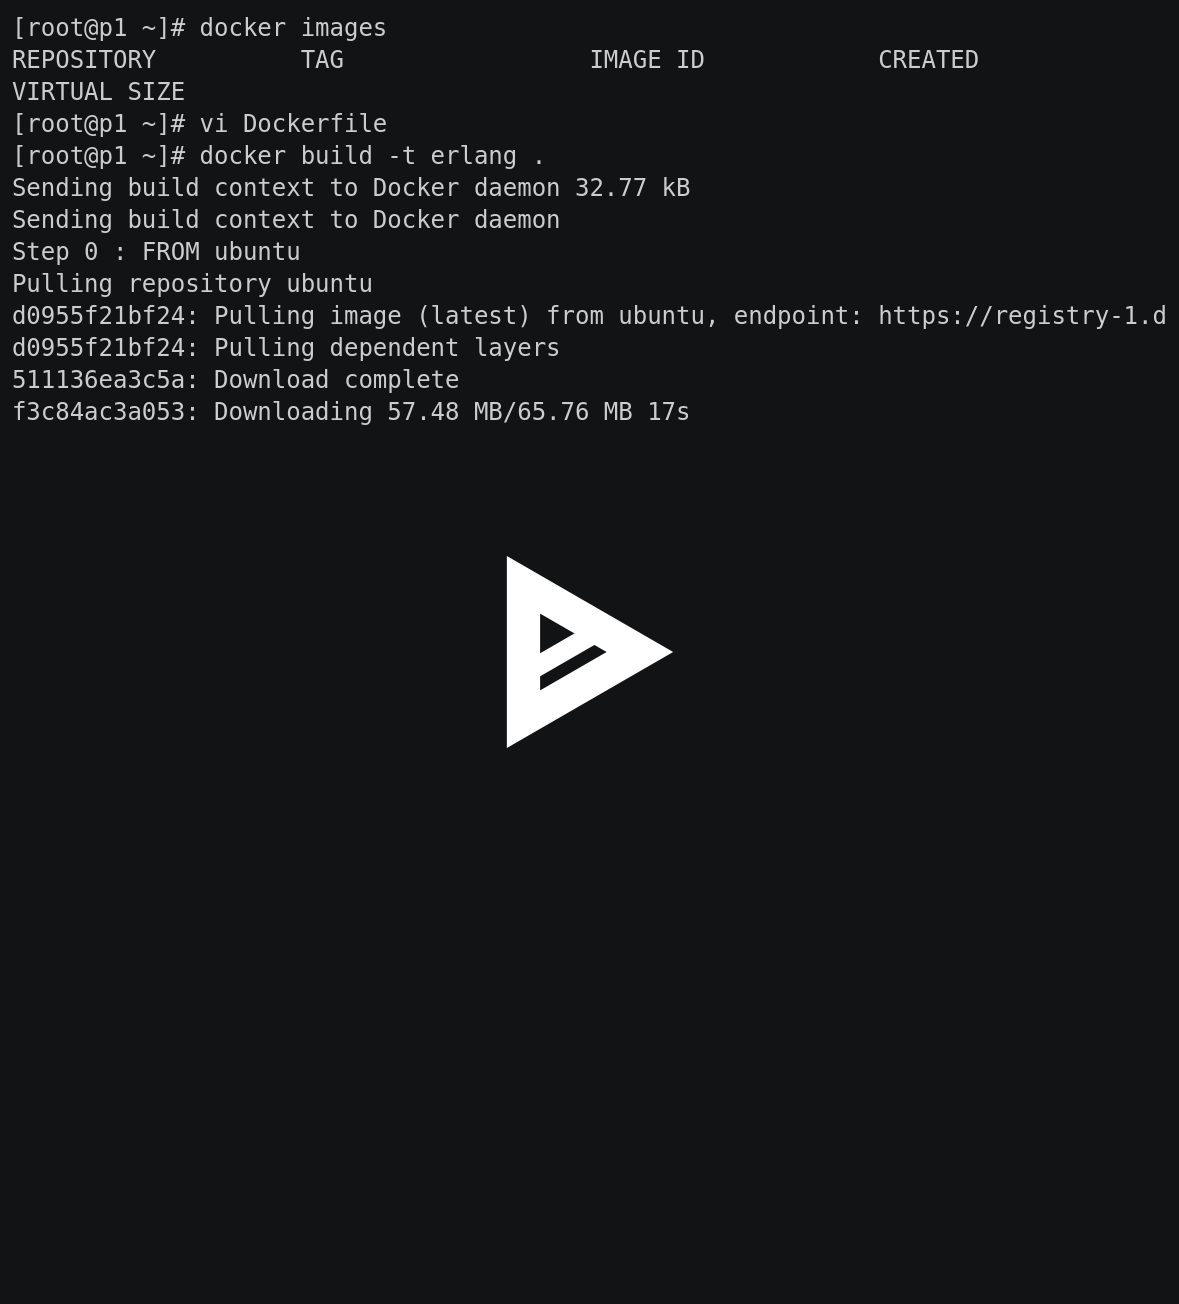 [root@p1 ~]# docker images
REPOSITORY          TAG                 IMAGE ID            CREATED
VIRTUAL SIZE
[root@p1 ~]# vi Dockerfile
[root@p1 ~]# docker build -t erlang .
Sending build context to Docker daemon 32.77 kB
Sending build context to Docker daemon
Step 0 : FROM ubuntu
Pulling repository ubuntu
d0955f21bf24: Pulling image (latest) from ubuntu, endpoint: https://registry-1.d
d0955f21bf24: Pulling dependent layers
511136ea3c5a: Download complete
f3c84ac3a053: Downloading 57.48 MB/65.76 MB 17s